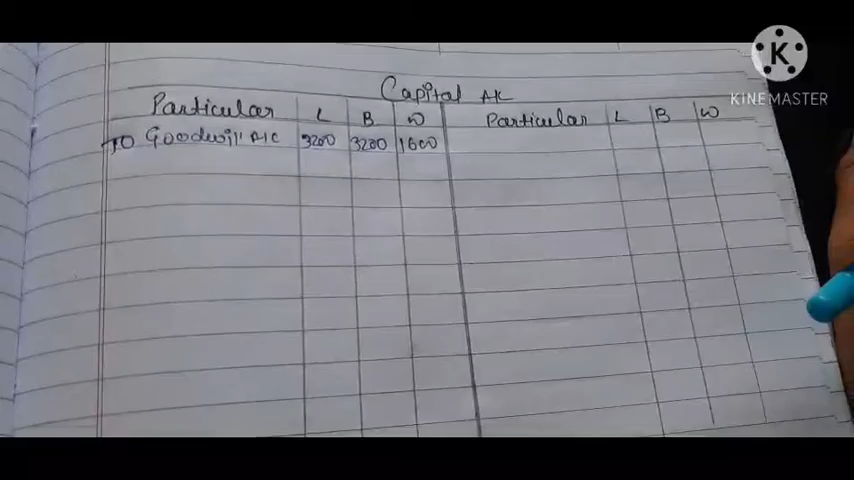 Capital A/C
Particular L B W Particular L B W
To Goodwill A/C 3200 3200 1600
K
KINEMASTER